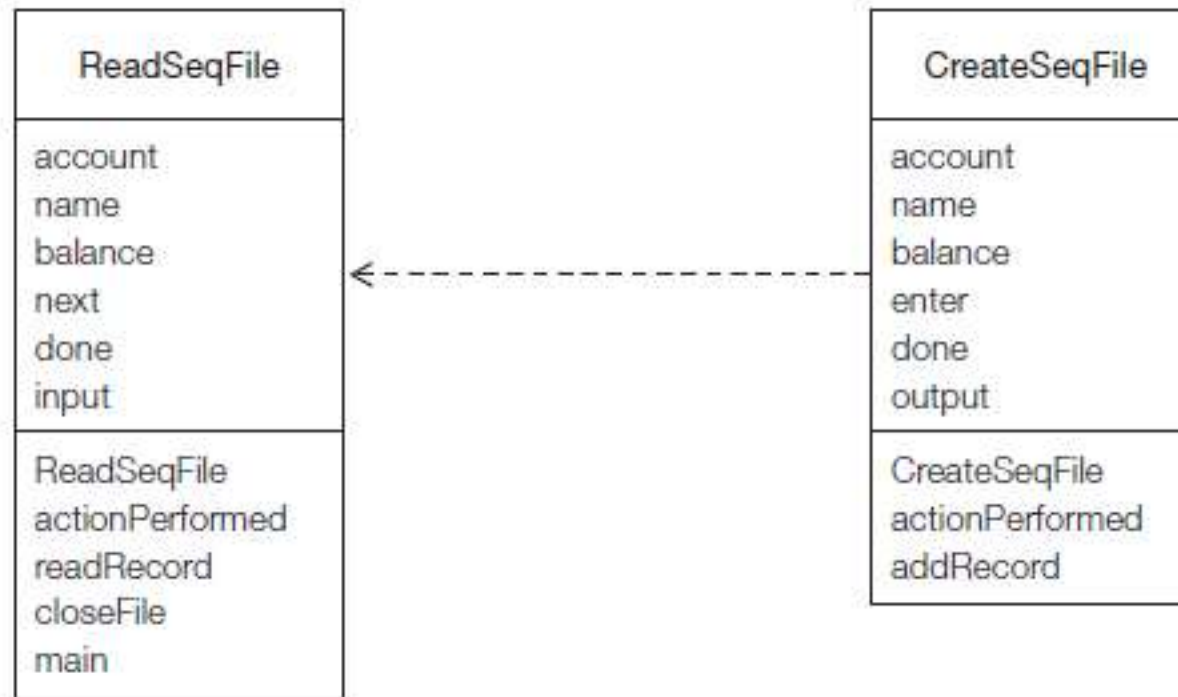 ReadSeqFile
account
name
balance
next
done
input
ReadSeqFile
actionPerformed
readRecord
closeFile
main
CreateSeqFile
account
name
balance
enter
done
output
CreateSeqFile
actionPerformed
addRecord